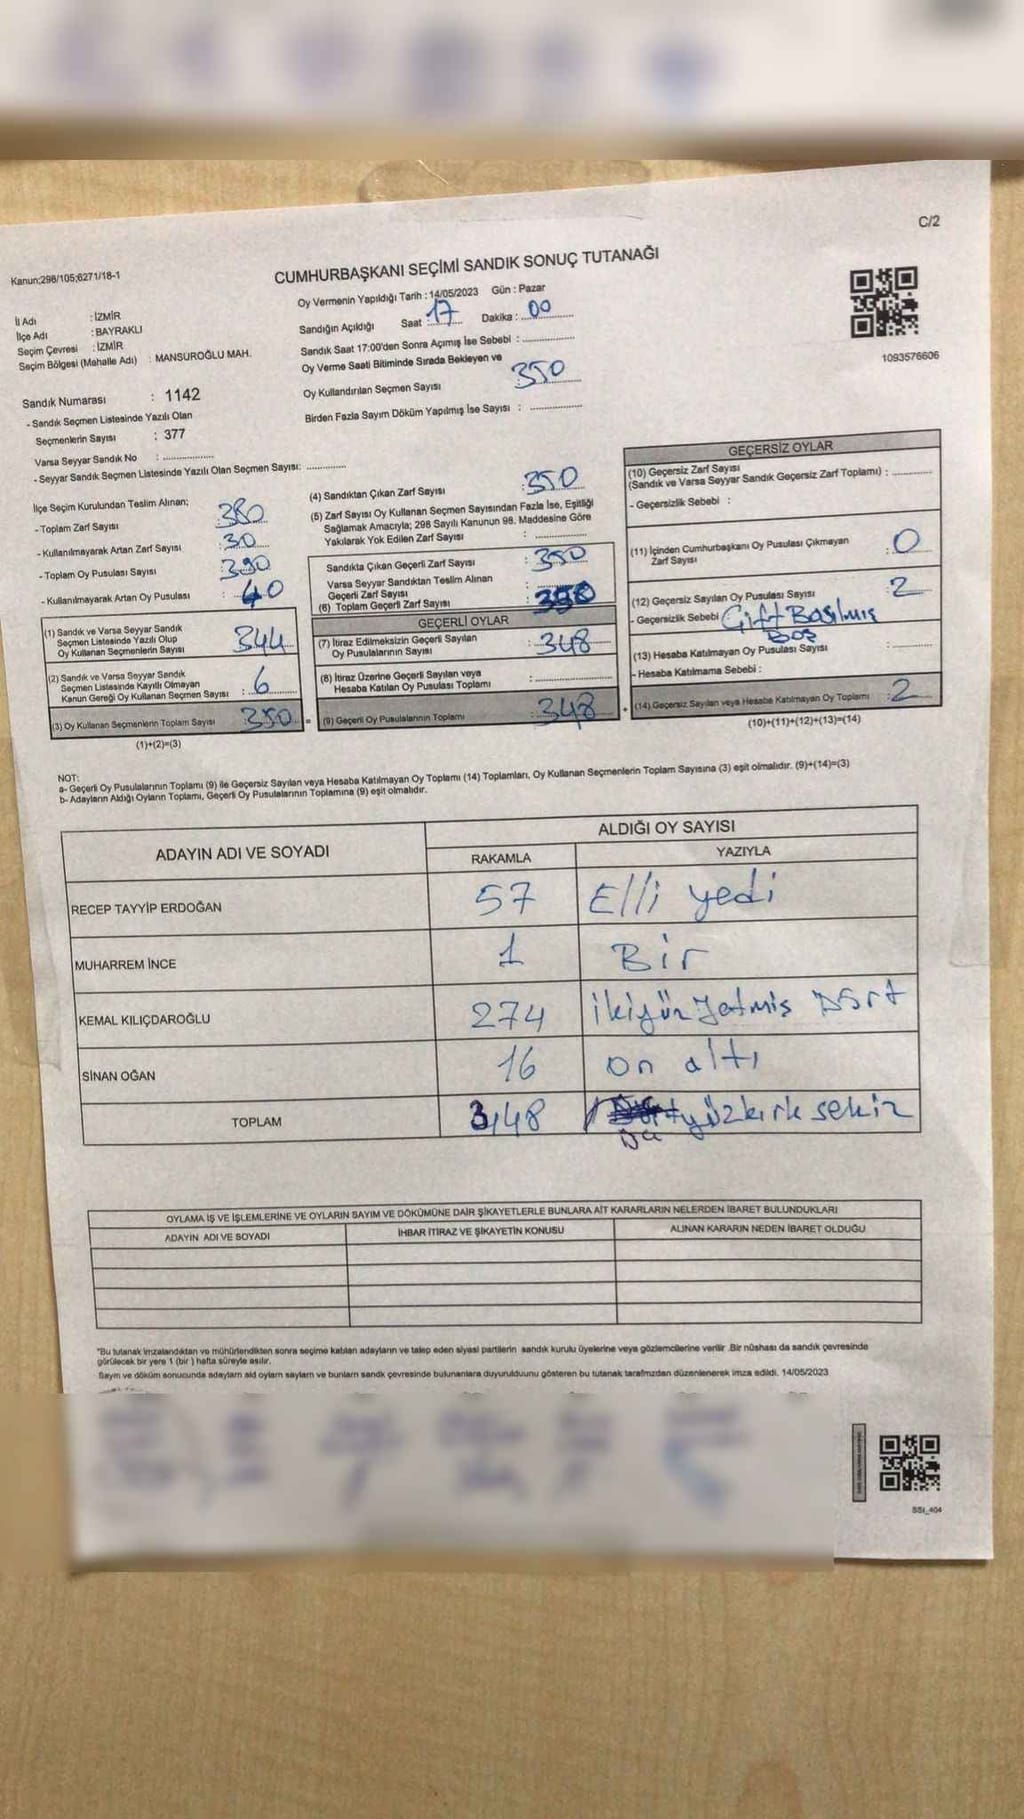 C/2
Kanun;298/105;6271/18-1
CUMHURBAŞKANI SEÇİMİ SANDIK SONUÇ TUTANAĞI
Oy Vermenin Yapıldığı Tarih : 14/05/2023 Gün : Pazar
İl Adı : İZMİR
İlçe Adı : BAYRAKLI
Seçim Çevresi : İZMİR
Seçim Bölgesi (Mahalle Adı) : MANSUROĞLU MAH.
Sandığın Açıldığı Saat : 17 Dakika : 00
Sandık Saat 17:00'den Sonra Açımış İse Sebebi :
Oy Verme Saati Bitiminde Sırada Bekleyen ve
Oy Kullandırılan Seçmen Sayısı 350
Birden Fazla Sayım Döküm Yapılmış İse Sayısı :
1093576606
Sandık Numarası : 1142
- Sandık Seçmen Listesinde Yazılı Olan
Seçmenlerin Sayısı : 377
Varsa Seyyar Sandık No :
- Seyyar Sandık Seçmen Listesinde Yazılı Olan Seçmen Sayısı:
İlçe Seçim Kurulundan Teslim Alınan;
- Toplam Zarf Sayısı : 380
- Kullanılmayarak Artan Zarf Sayısı : 30
- Toplam Oy Pusulası Sayısı : 390
- Kullanılmayarak Artan Oy Pusulası : 40
(1) Sandık ve Varsa Seyyar Sandık
Seçmen Listesinde Yazılı Olup
Oy Kullanan Seçmenlerin Sayısı 344
(2) Sandık ve Varsa Seyyar Sandık
Seçmen Listesinde Kayıtlı Olmayan
Kanun Gereği Oy Kullanan Seçmen Sayısı : 6
(3) Oy Kullanan Seçmenlerin Toplam Sayısı 350 =
(1)+(2)=(3)
(4) Sandıktan Çıkan Zarf Sayısı : 350
(5) Zarf Sayısı Oy Kullanan Seçmen Sayısından Fazla İse, Eşitliği
Sağlamak Amacıyla; 298 Sayılı Kanunun 98. Maddesine Göre
Yakılarak Yok Edilen Zarf Sayısı :
Sandıkta Çıkan Geçerli Zarf Sayısı : 350
Varsa Seyyar Sandıktan Teslim Alınan
Geçerli Zarf Sayısı :
(6) Toplam Geçerli Zarf Sayısı : 350
GEÇERLİ OYLAR
(7) İtiraz Edilmeksizin Geçerli Sayılan
Oy Pusulalarının Sayısı : 348
(8) İtiraz Üzerine Geçerli Sayılan veya
Hesaba Katılan Oy Pusulası Toplamı :
(9) Geçerli Oy Pusulalarının Toplamı : 348 +
GEÇERSİZ OYLAR
(10) Geçersiz Zarf Sayısı
(Sandık ve Varsa Seyyar Sandık Geçersiz Zarf Toplamı) :
- Geçersizlik Sebebi :
(11) İçinden Cumhurbaşkanı Oy Pusulası Çıkmayan
Zarf Sayısı : 0
(12) Geçersiz Sayılan Oy Pusulası Sayısı : 2
- Geçersizlik Sebebi Çift Basılmış
Boş
(13) Hesaba Katılmayan Oy Pusulası Sayısı :
- Hesaba Katılmama Sebebi :
(14) Geçersiz Sayılan veya Hesaba Katılmayan Oy Toplamı : 2
(10)+(11)+(12)+(13)=(14)
NOT:
a- Geçerli Oy Pusulalarının Toplamı (9) ile Geçersiz Sayılan veya Hesaba Katılmayan Oy Toplamı (14) Toplamları, Oy Kullanan Seçmenlerin Toplam Sayısına (3) eşit olmalıdır. (9)+(14)=(3)
b- Adayların Aldığı Oyların Toplamı, Geçerli Oy Pusulalarının Toplamına (9) eşit olmalıdır.
ADAYIN ADI VE SOYADI
ALDIĞI OY SAYISI
RAKAMLA YAZIYLA
RECEP TAYYİP ERDOĞAN 57 Elli yedi
MUHARREM İNCE 1 Bir
KEMAL KILIÇDAROĞLU 274 ikiyüz yetmiş Dört
SİNAN OĞAN 16 on altı
TOPLAM 348 yüzkırk sekiz
OYLAMA İŞ VE İŞLEMLERİNE VE OYLARIN SAYIM VE DÖKÜMÜNE DAİR ŞİKAYETLERLE BUNLARA AİT KARARLARIN NELERDEN İBARET BULUNDUKLARI
ADAYIN ADI VE SOYADI İHBAR İTİRAZ VE ŞİKAYETİN KONUSU ALINAN KARARIN NEDEN İBARET OLDUĞU
"Bu tutanak imzalandıktan ve mühürlendikten sonra seçime katılan adayların ve talep eden siyasi partilerin sandık kurulu üyelerine veya gözlemcilerine verilir .Bir nüshası da sandık çevresinde
görülecek bir yere 1 (bir ) hafta süreyle asılır.
Sayım ve döküm sonucunda adayların ald oyların sayıların ve bunların sandk çevresinde bulunanlara duyurulduunu gösteren bu tutanak tarafmzdan düzenlenerek imza edildi. 14/05/2023
SSI_404